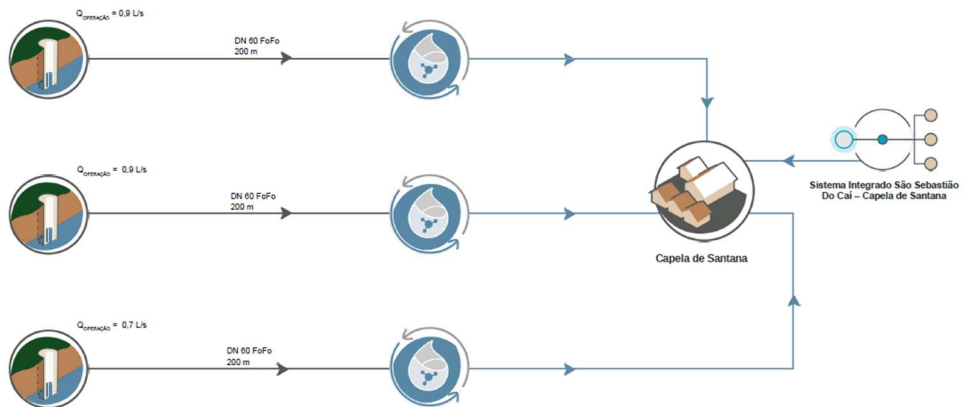 QOPERAÇÃO = 0,9 L/s
DN 60 FoFo
200 m
QOPERAÇÃO = 0,9 L/s
DN 60 FoFo
200 m
Sistema Integrado São Sebastião
Do Caí – Capela de Santana
Capela de Santana
QOPERAÇÃO = 0,7 L/s
DN 60 FoFo
200 m